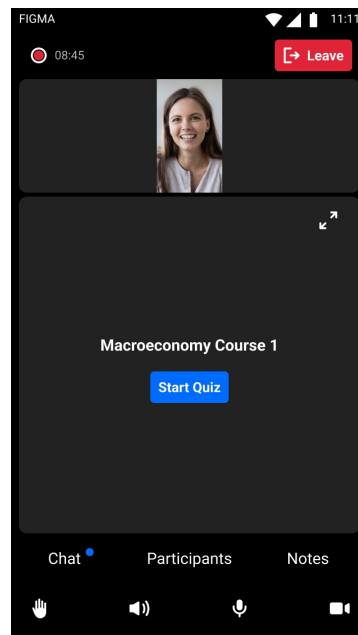 FIGMA 11:11
08:45 Leave
Macroeconomy Course 1
Start Quiz
Chat Participants Notes